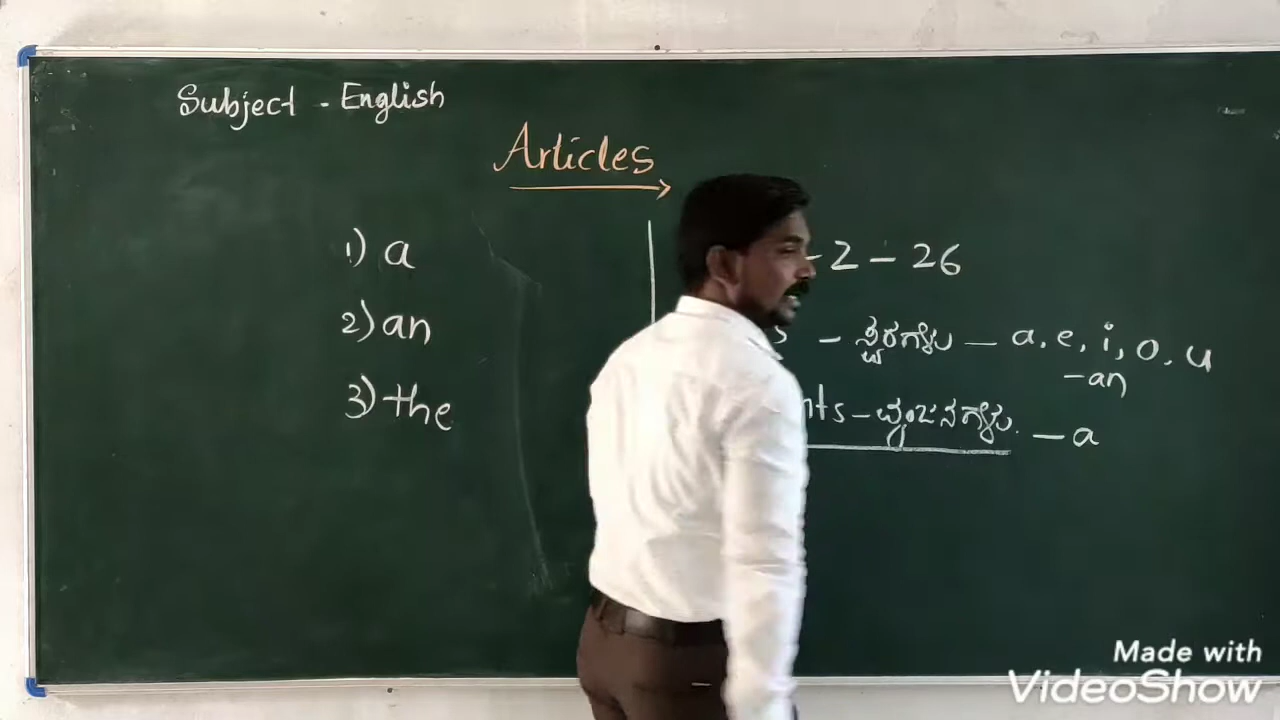 Subject - English
Articles
1) a
2) an
3) the
- 2 - 26
s - ಸ್ವರಗಳು - a, e, i, o, u
- an
nts - ವ್ಯಂಜನಗಳು. - a
Made with
VideoShow